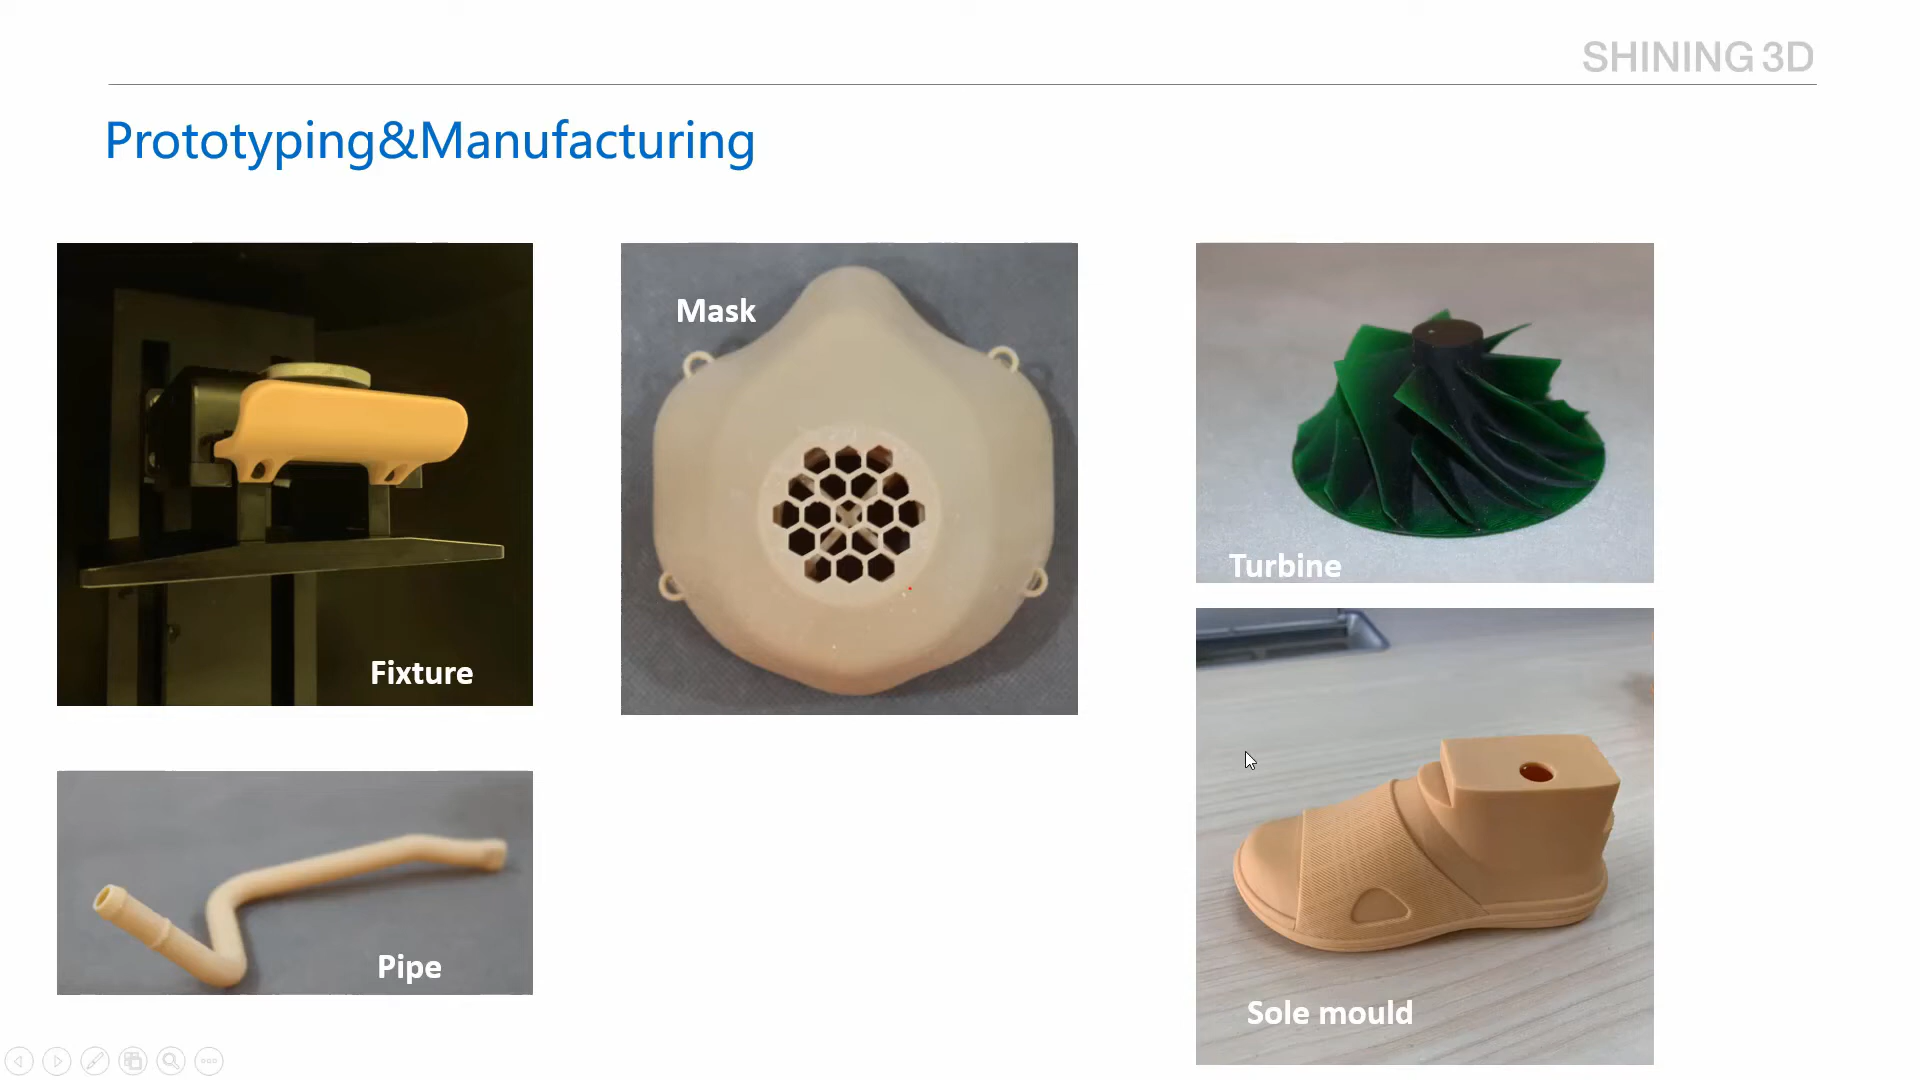 SHINING 3D
Prototyping&Manufacturing
Fixture
Mask
Turbine
Pipe
Sole mould